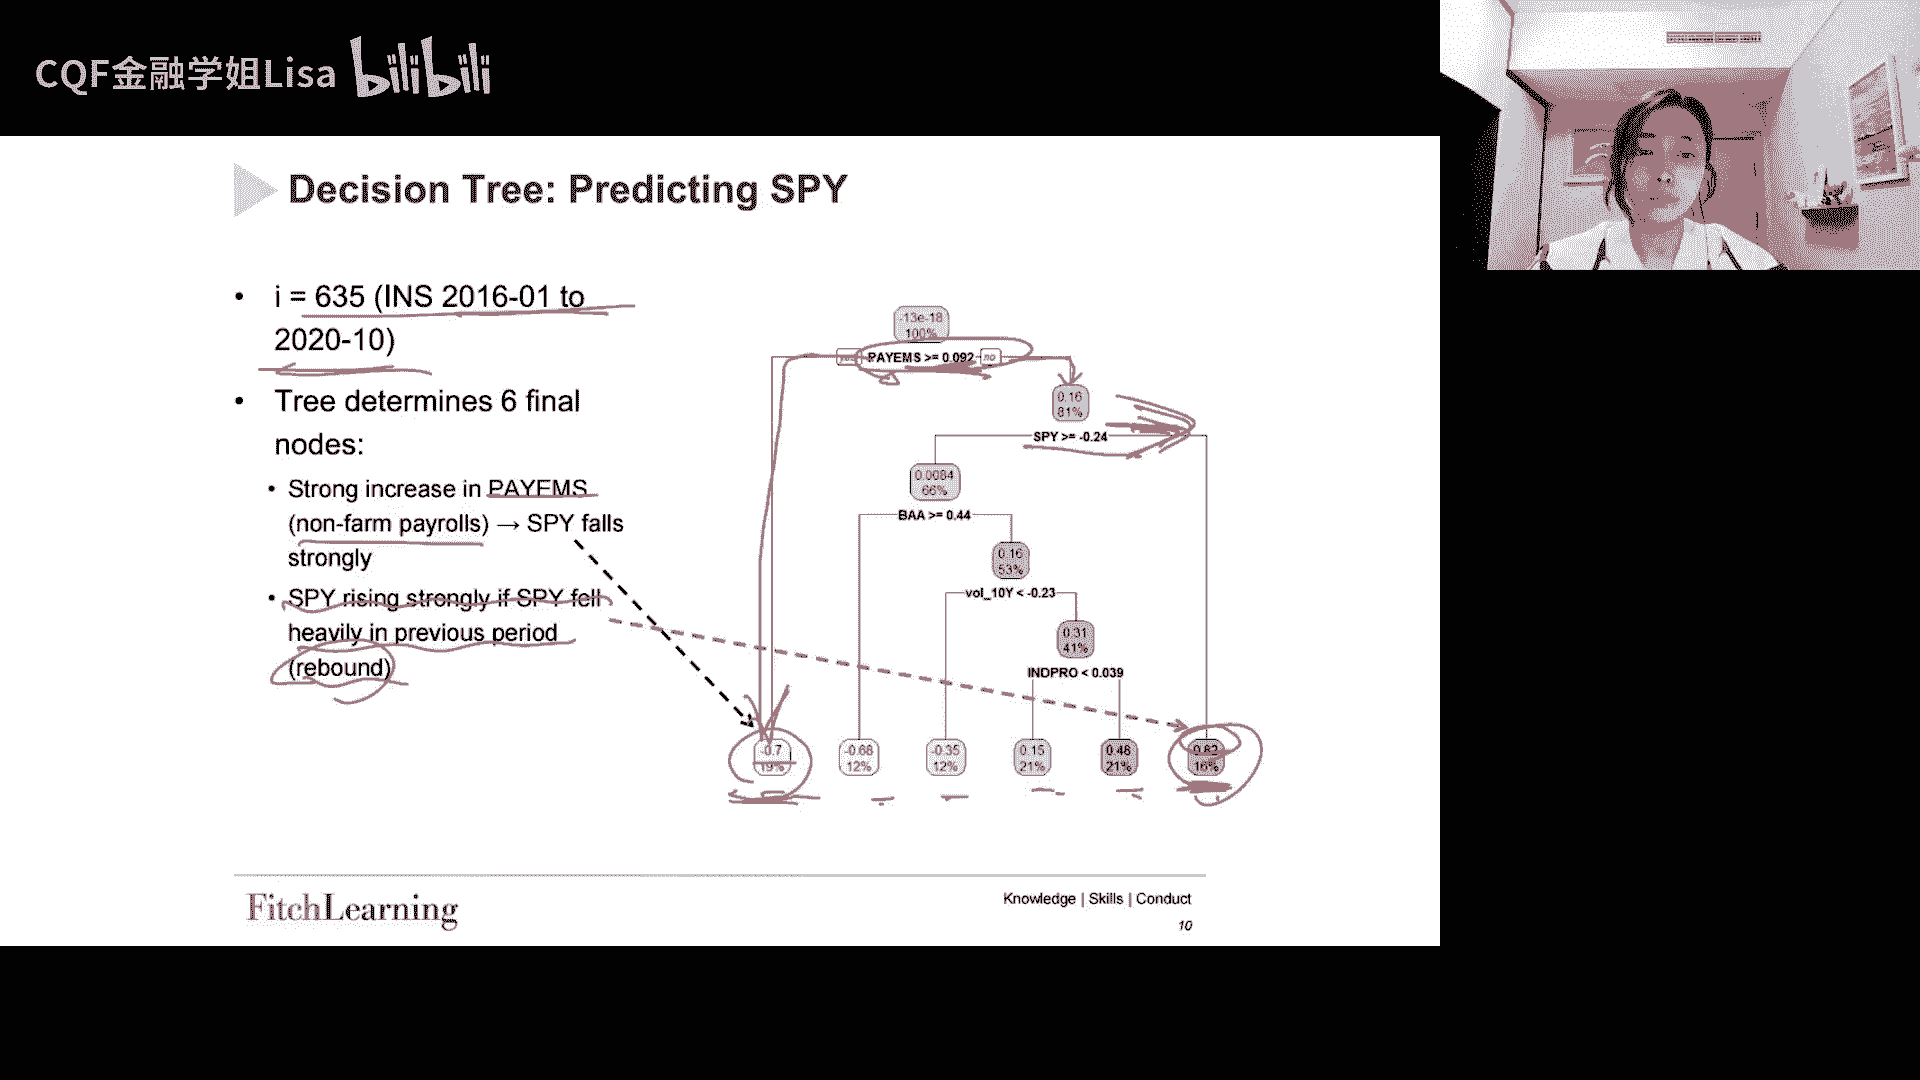 CQF金融学姐Lisa bilibili
Decision Tree: Predicting SPY
• i = 635 (INS 2016-01 to
2020-10)
• Tree determines 6 final
nodes:
• Strong increase in PAYEMS
(non-farm payrolls) → SPY falls
strongly
• SPY rising strongly if SPY fell
heavily in previous period
(rebound)
-13e-18
100%
yes PAYEMS >= 0.092 no
0.16
81%
SPY >= -0.24
0.0084
66%
BAA >= 0.44
0.16
53%
vol_10Y < -0.23
0.31
41%
INDPRO < 0.039
-0.7 -0.68 -0.35 0.15 0.48 0.82
19% 12% 12% 21% 21% 16%
FitchLearning
Knowledge | Skills | Conduct
10